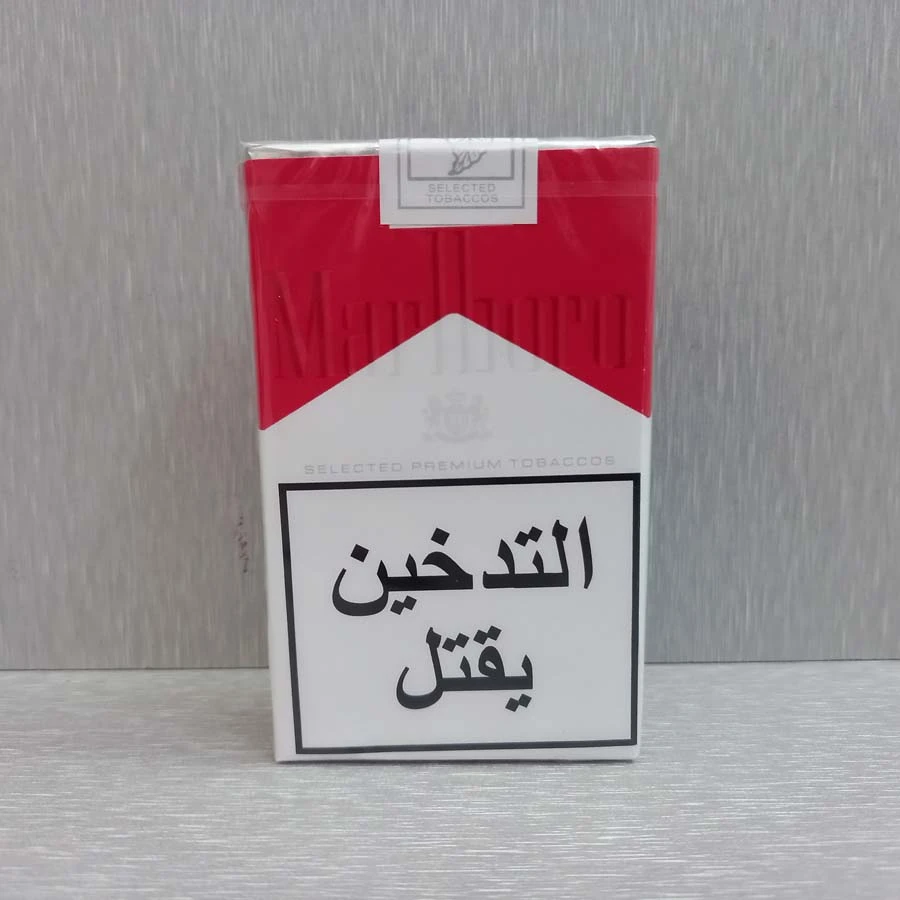 SELECTED
TOBACCOS
Marlboro
SELECTED PREMIUM TOBACCOS
التدخين
يقتل